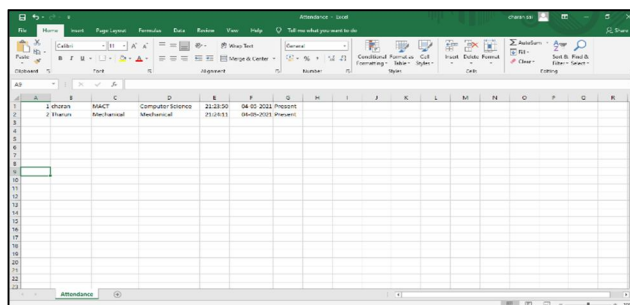 Attendance - Excel
charan sai
File Home Insert Page Layout Formulas Data Review View Help Tell me what you want to do
Share
Paste
Calibri 11
B I U
Wrap Text
Merge & Center
General
Conditional Formatting
Format as Table
Cell Styles
Insert Delete Format
AutoSum
Fill
Clear
Sort & Filter
Find & Select
Clipboard Font Alignment Number Styles Cells Editing
A9
A B C D E F G H I J K L M N O P Q R
1 1 charan MACT Computer Science 21:23:50 04-05-2021 Present
2 2 Tharun Mechanical Mechanical 21:24:11 04-05-2021 Present
3
4
5
6
7
8
9
10
11
12
13
14
15
16
17
18
19
20
21
22
23
Attendance